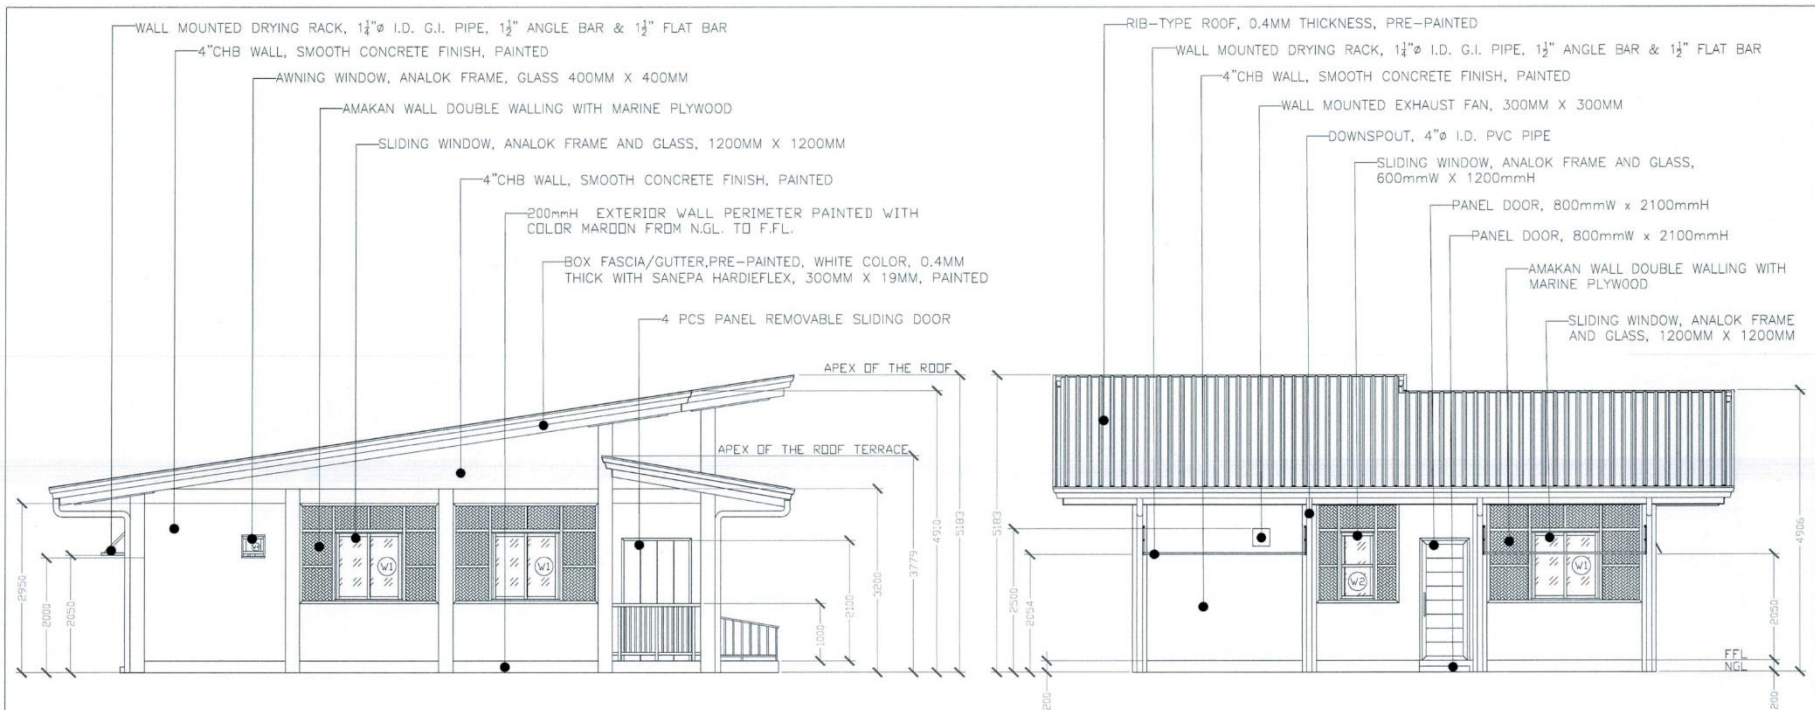 WALL MOUNTED DRYING RACK, 1¼"ø I.D. G.I. PIPE, 1½" ANGLE BAR & 1½" FLAT BAR
4"CHB WALL, SMOOTH CONCRETE FINISH, PAINTED
AWNING WINDOW, ANALOK FRAME, GLASS 400MM X 400MM
AMAKAN WALL DOUBLE WALLING WITH MARINE PLYWOOD
SLIDING WINDOW, ANALOK FRAME AND GLASS, 1200MM X 1200MM
4"CHB WALL, SMOOTH CONCRETE FINISH, PAINTED
200mmH EXTERIOR WALL PERIMETER PAINTED WITH
COLOR MAROON FROM N.GL. TO F.FL.
BOX FASCIA/GUTTER,PRE-PAINTED, WHITE COLOR, 0.4MM
THICK WITH SANEPA HARDIEFLEX, 300MM X 19MM, PAINTED
4 PCS PANEL REMOVABLE SLIDING DOOR
APEX OF THE ROOF
APEX OF THE ROOF TERRACE
W1
W1
2950
2000
2050
1000
2100
3200
3779
4910
5183
RIB-TYPE ROOF, 0.4MM THICKNESS, PRE-PAINTED
WALL MOUNTED DRYING RACK, 1¼"ø I.D. G.I. PIPE, 1½" ANGLE BAR & 1½" FLAT BAR
4"CHB WALL, SMOOTH CONCRETE FINISH, PAINTED
WALL MOUNTED EXHAUST FAN, 300MM X 300MM
DOWNSPOUT, 4"ø I.D. PVC PIPE
SLIDING WINDOW, ANALOK FRAME AND GLASS,
600mmW X 1200mmH
PANEL DOOR, 800mmW x 2100mmH
PANEL DOOR, 800mmW x 2100mmH
AMAKAN WALL DOUBLE WALLING WITH
MARINE PLYWOOD
SLIDING WINDOW, ANALOK FRAME
AND GLASS, 1200MM X 1200MM
5183
2500
2054
200
W2
W1
FFL
NGL
2050
4906
200